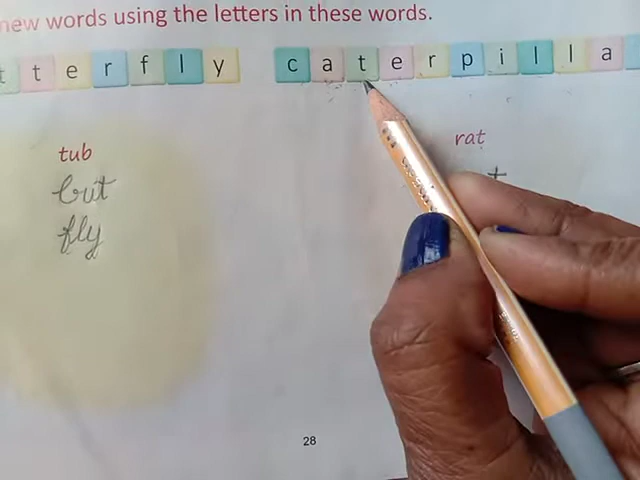 new words using the letters in these words.
t t e r f l y c a t e r p i l l a
tub
but
fly
rat
28